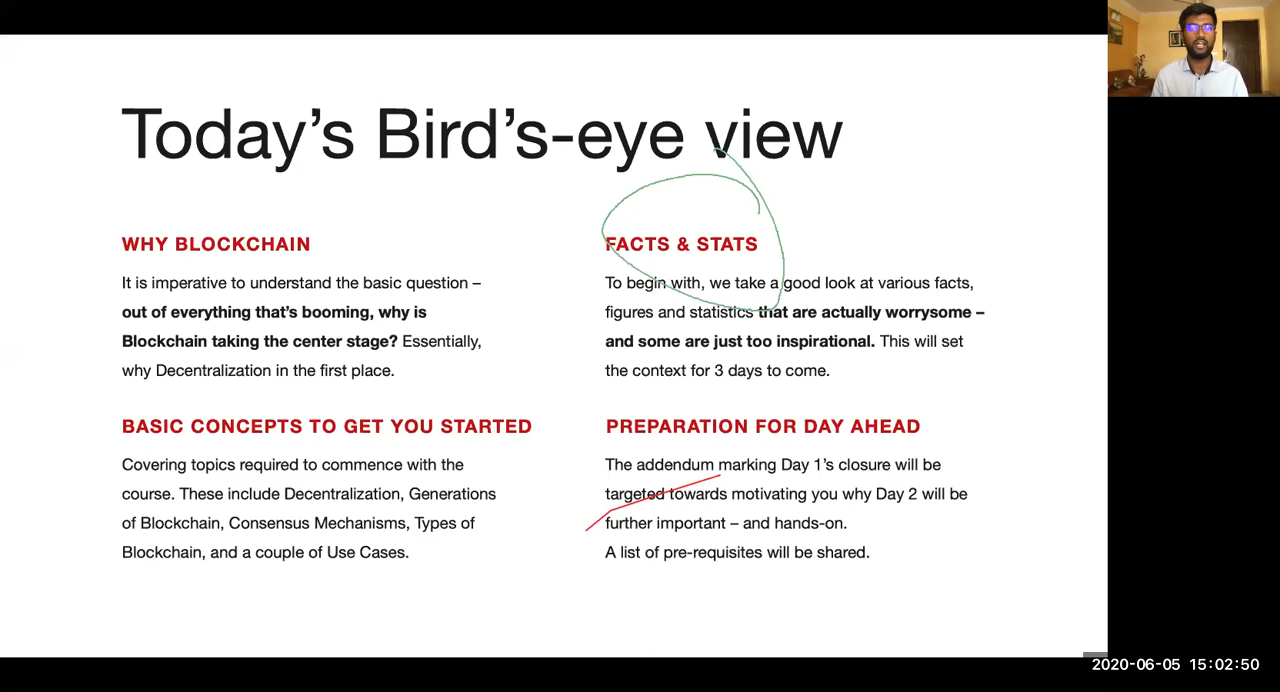 Today’s Bird’s-eye view
WHY BLOCKCHAIN
It is imperative to understand the basic question –
out of everything that’s booming, why is
Blockchain taking the center stage? Essentially,
why Decentralization in the first place.
FACTS & STATS
To begin with, we take a good look at various facts,
figures and statistics that are actually worrysome –
and some are just too inspirational. This will set
the context for 3 days to come.
BASIC CONCEPTS TO GET YOU STARTED
Covering topics required to commence with the
course. These include Decentralization, Generations
of Blockchain, Consensus Mechanisms, Types of
Blockchain, and a couple of Use Cases.
PREPARATION FOR DAY AHEAD
The addendum marking Day 1’s closure will be
targeted towards motivating you why Day 2 will be
further important – and hands-on.
A list of pre-requisites will be shared.
2020-06-05 15:02:50